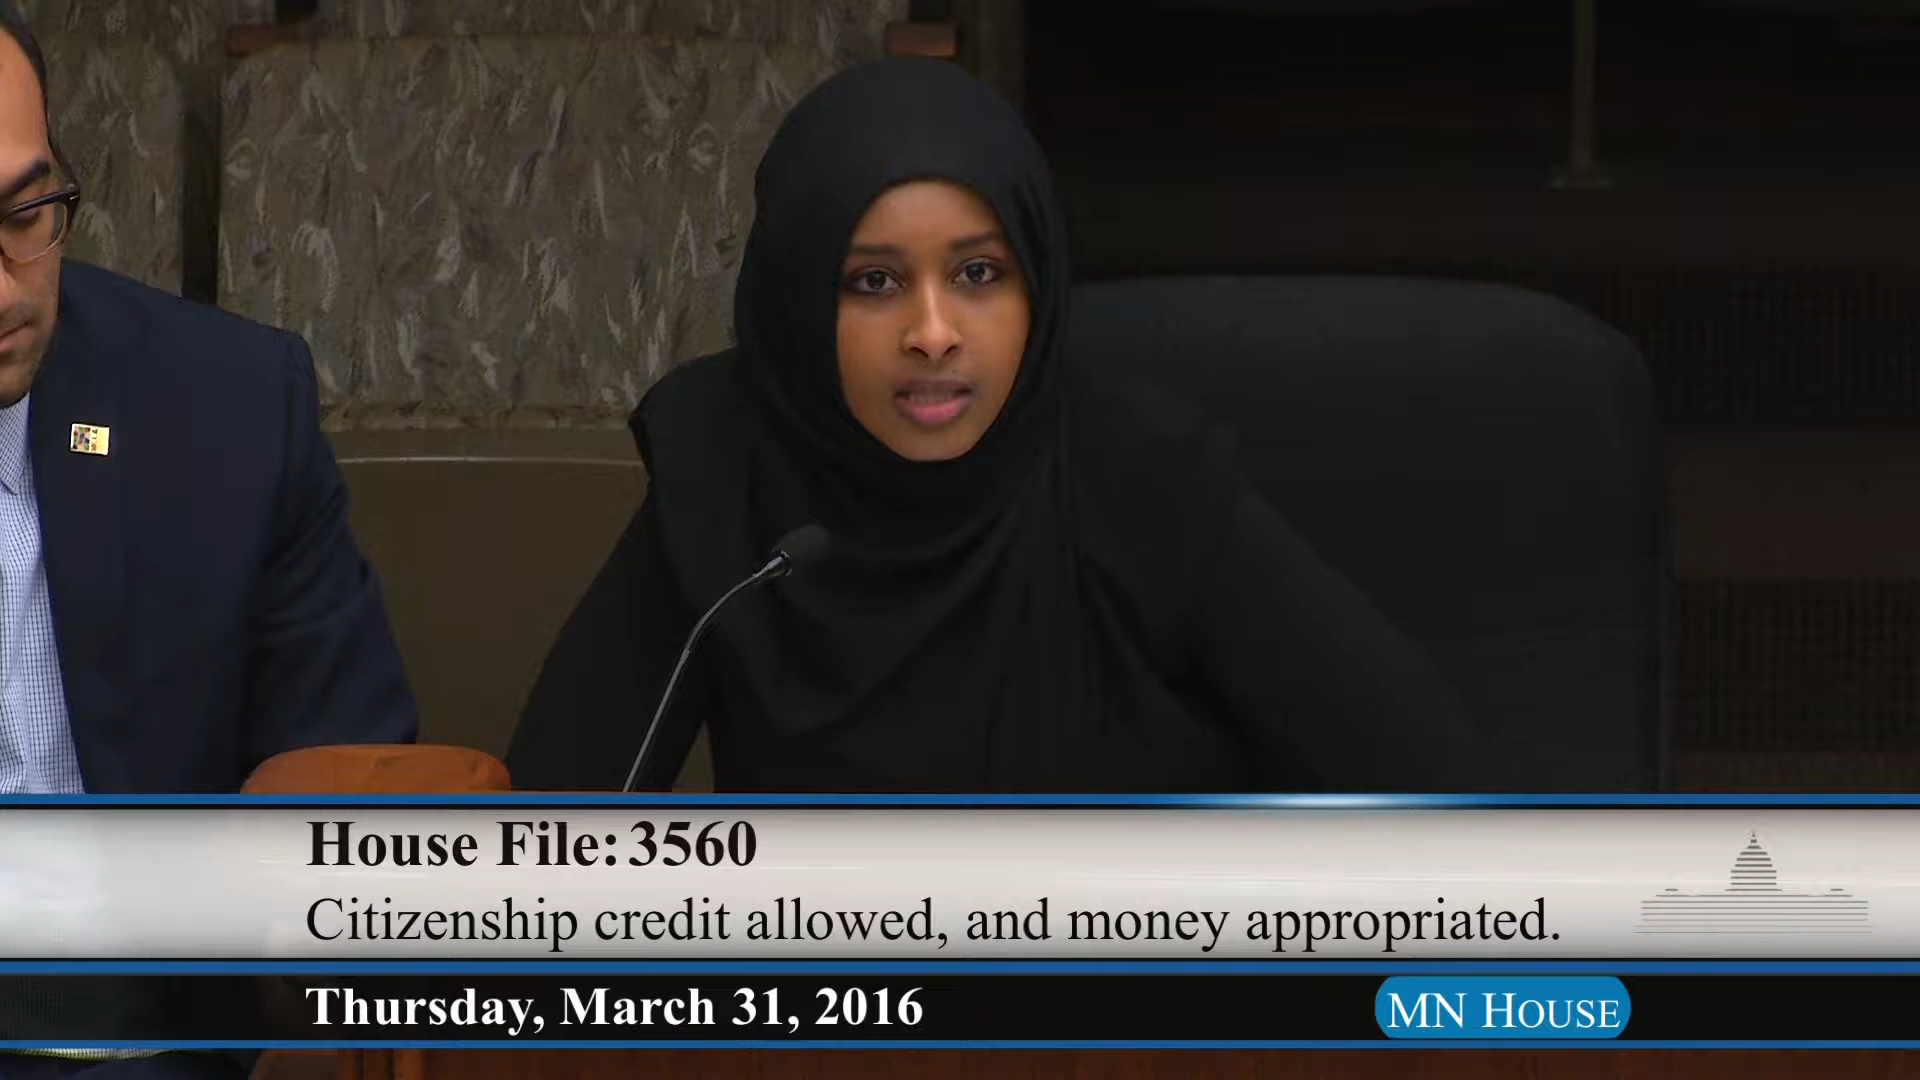 House File: 3560
Citizenship credit allowed, and money appropriated.
Thursday, March 31, 2016
MN HOUSE